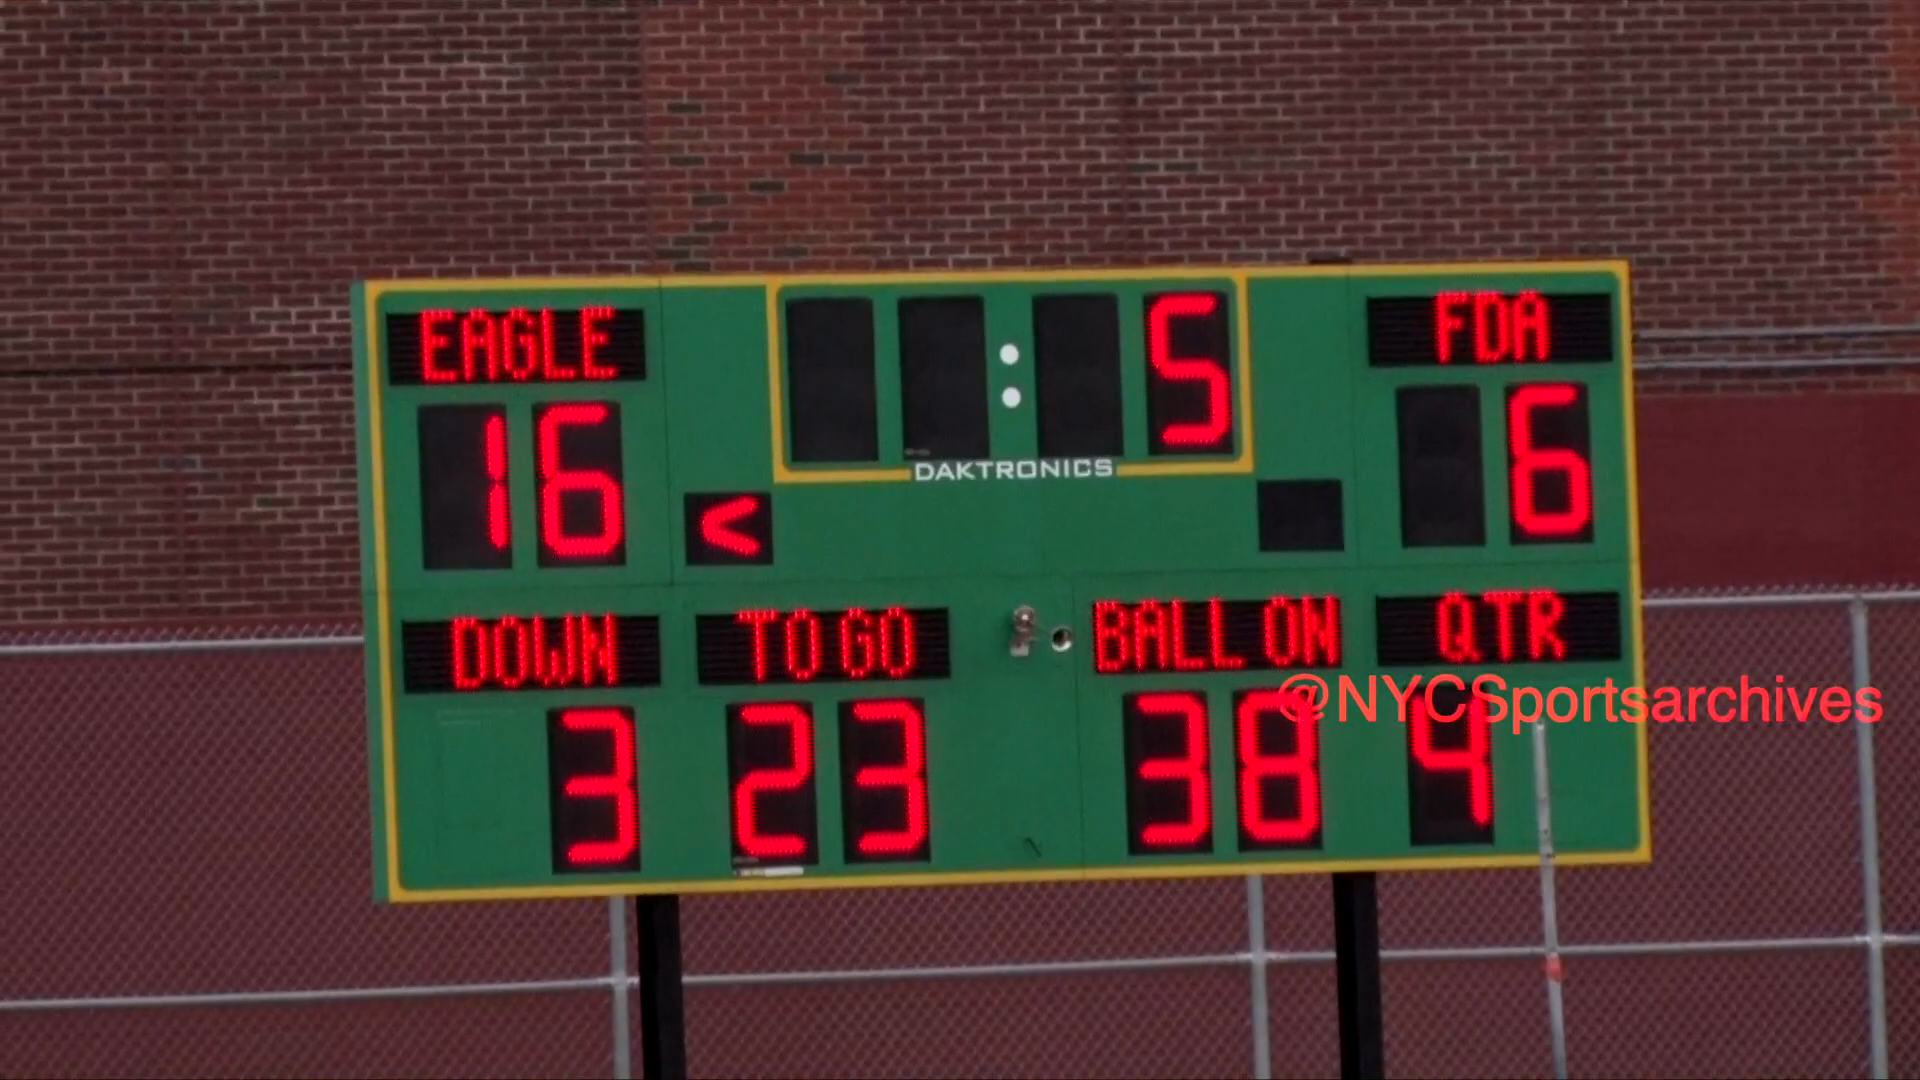 EAGLE
:5
FDA
16
<
6
DAKTRONICS
DOWN
TO GO
BALL ON
QTR
3
23
38
4
@NYCSportsarchives